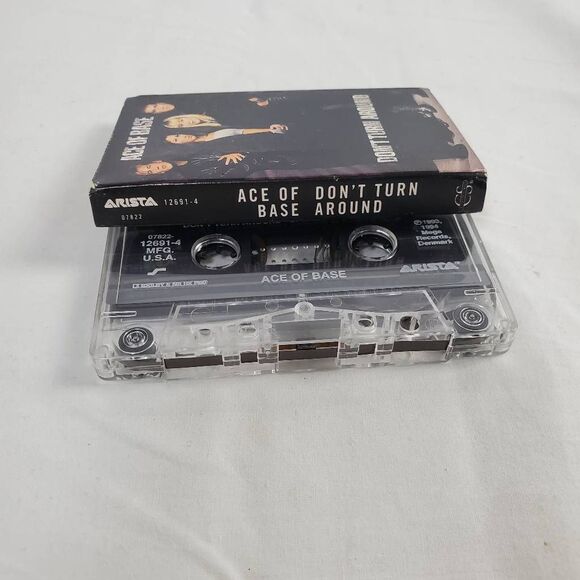 ACE OF BASE
DON'T TURN AROUND
ARISTA 12691-4
07822
ACE OF DON'T TURN
BASE AROUND
07822-
12691-4
MFG.
U.S.A.
ACE OF BASE
℗ 1993,
1994
Mega
Records,
Denmark
ARISTA